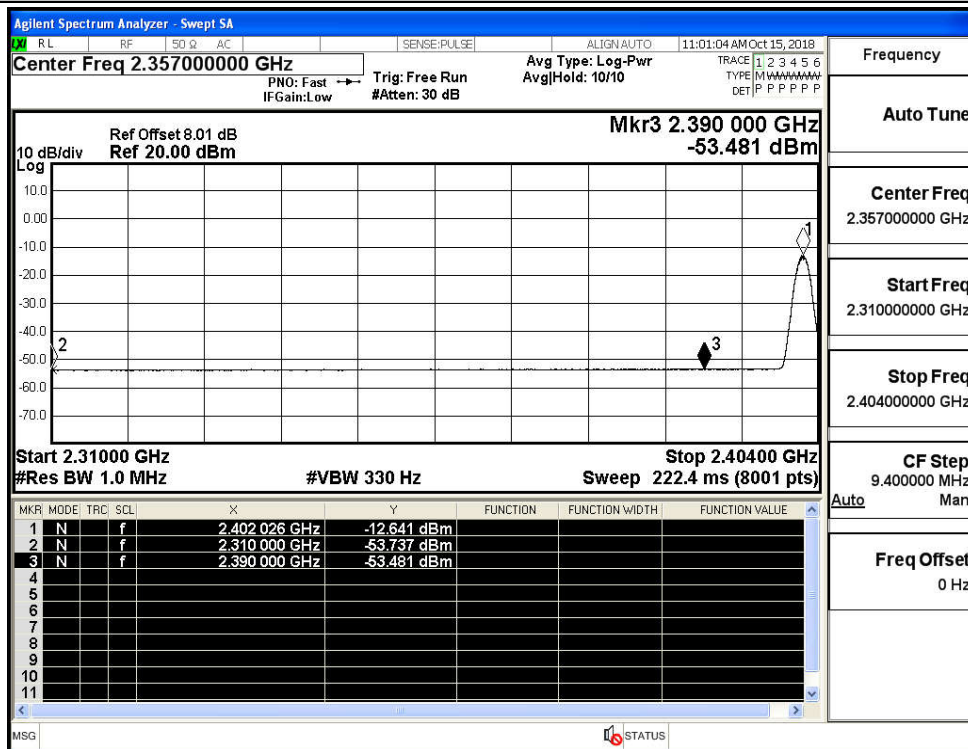 Agilent Spectrum Analyzer - Swept SA
LXI RL RF 50 Ω AC SENSE:PULSE ALIGN AUTO 11:01:04 AM Oct 15, 2018
Center Freq 2.357000000 GHz
PNO: Fast
IFGain:Low
Trig: Free Run
#Atten: 30 dB
Avg Type: Log-Pwr
Avg|Hold: 10/10
TRACE 1 2 3 4 5 6
TYPE M W W W W W
DET P P P P P P
Ref Offset 8.01 dB
10 dB/div Ref 20.00 dBm
Log
Mkr3 2.390 000 GHz
-53.481 dBm
10.0
0.00
-10.0
-20.0
-30.0
-40.0
-50.0
-60.0
-70.0
1
2
3
Start 2.31000 GHz Stop 2.40400 GHz
#Res BW 1.0 MHz #VBW 330 Hz Sweep 222.4 ms (8001 pts)
MKR MODE TRC SCL X Y FUNCTION FUNCTION WIDTH FUNCTION VALUE
1 N f 2.402 026 GHz -12.641 dBm
2 N f 2.310 000 GHz -53.737 dBm
3 N f 2.390 000 GHz -53.481 dBm
4
5
6
7
8
9
10
11
MSG STATUS
Frequency
Auto Tune
Center Freq
2.357000000 GHz
Start Freq
2.310000000 GHz
Stop Freq
2.404000000 GHz
CF Step
9.400000 MHz
Auto Man
Freq Offset
0 Hz